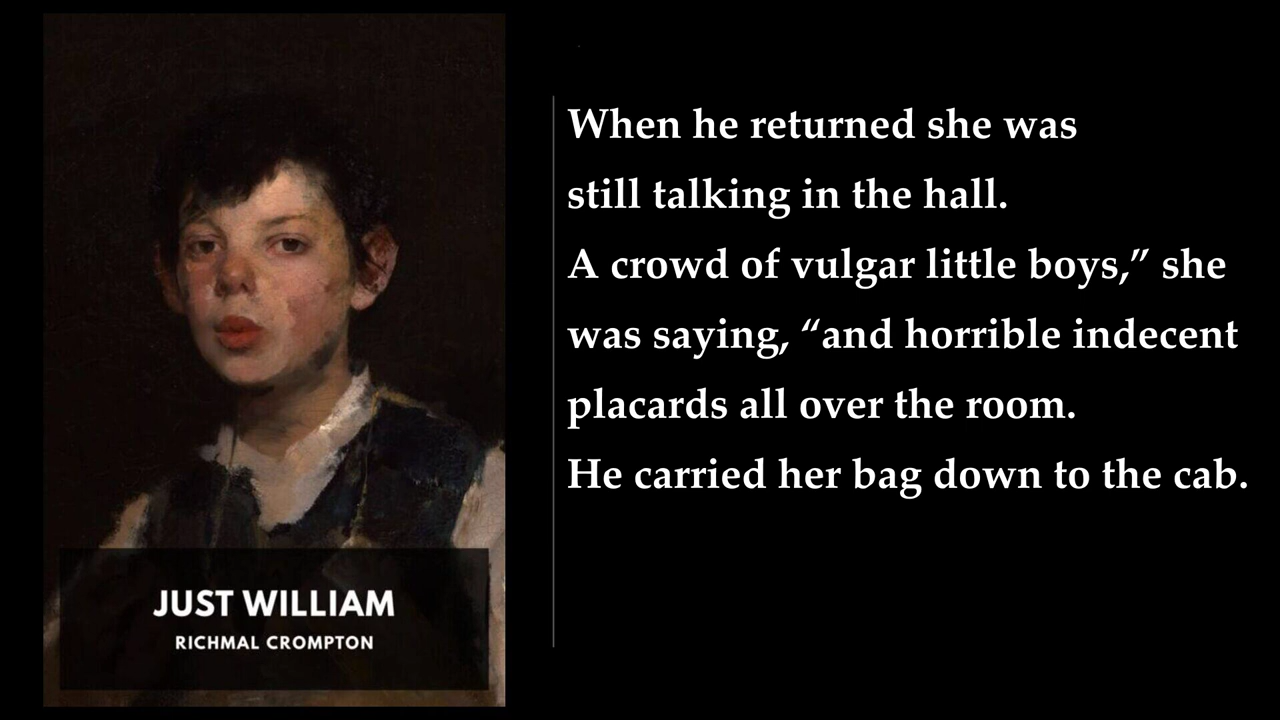 When he returned she was
still talking in the hall.
A crowd of vulgar little boys,” she
was saying, “and horrible indecent
placards all over the room.
He carried her bag down to the cab.
JUST WILLIAM
RICHMAL CROMPTON